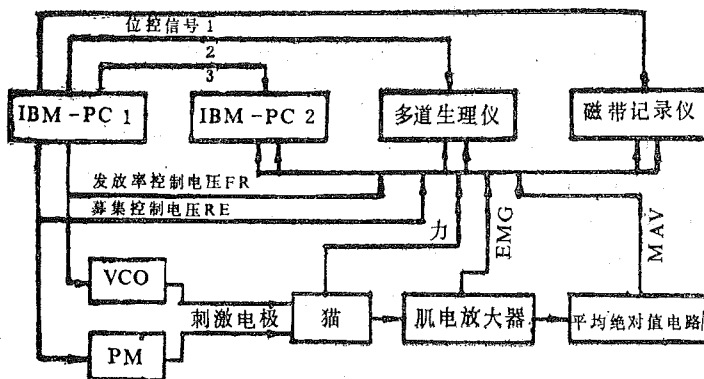 位控信号1
2
3
IBM-PC 1
IBM-PC 2
多道生理仪
磁带记录仪
发放率控制电压FR
募集控制电压RE
力
EMG
MAV
VCO
刺激电极
猫
肌电放大器
平均绝对值电路
PM